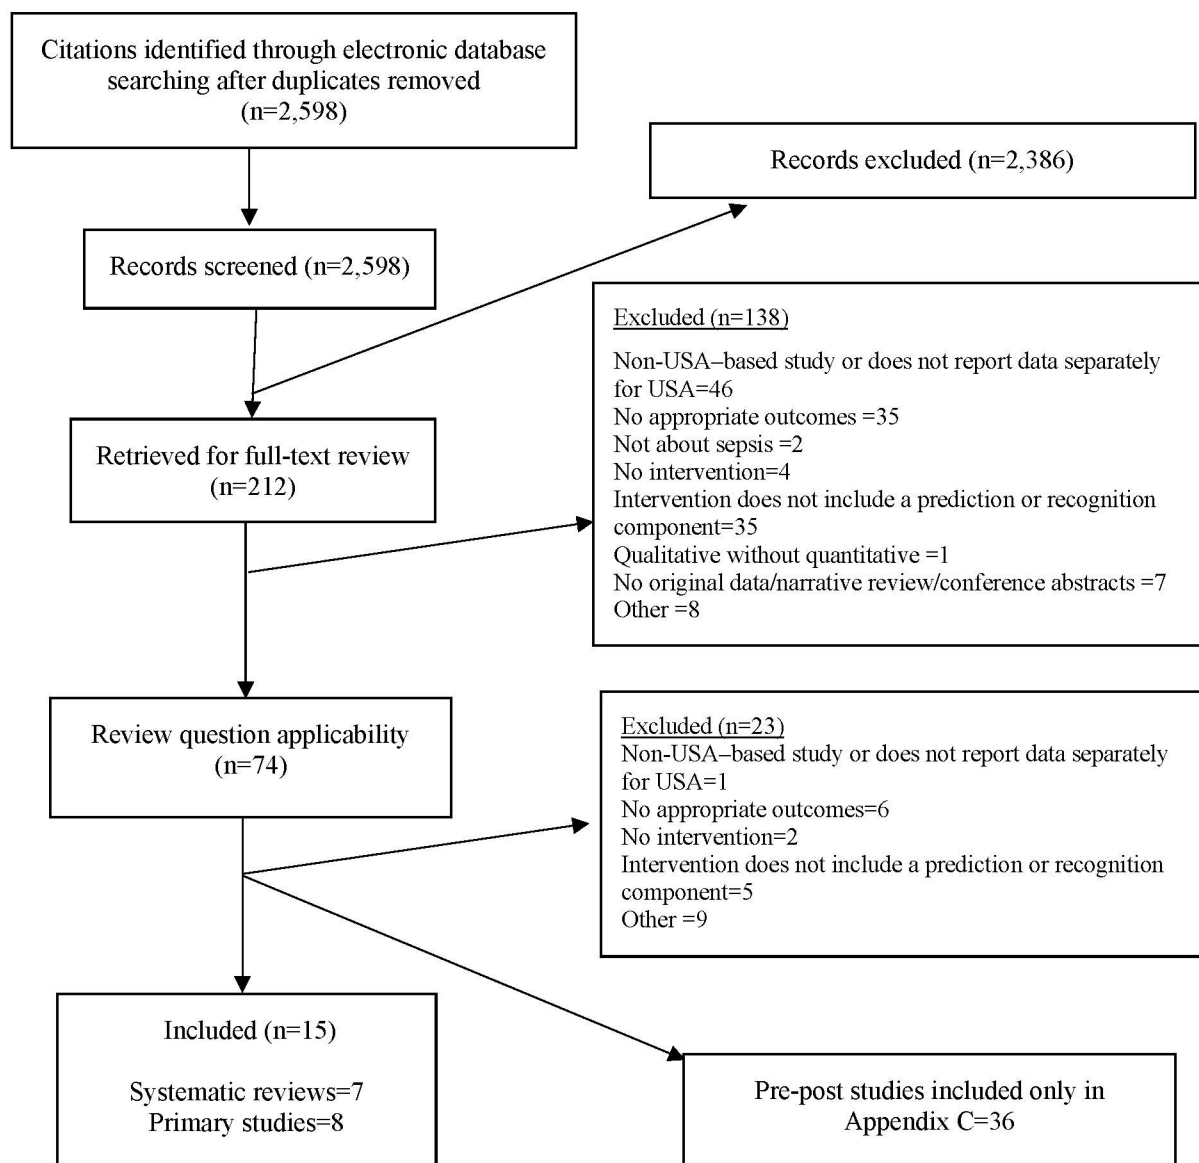 Citations identified through electronic database
searching after duplicates removed
(n=2,598)
Records excluded (n=2,386)
Records screened (n=2,598)
Excluded (n=138)
Non-USA–based study or does not report data separately
for USA=46
No appropriate outcomes =35
Not about sepsis =2
No intervention=4
Intervention does not include a prediction or recognition
component=35
Qualitative without quantitative =1
No original data/narrative review/conference abstracts =7
Other =8
Retrieved for full-text review
(n=212)
Review question applicability
(n=74)
Excluded (n=23)
Non-USA–based study or does not report data separately
for USA=1
No appropriate outcomes=6
No intervention=2
Intervention does not include a prediction or recognition
component=5
Other =9
Included (n=15)
Systematic reviews=7
Primary studies=8
Pre-post studies included only in
Appendix C=36